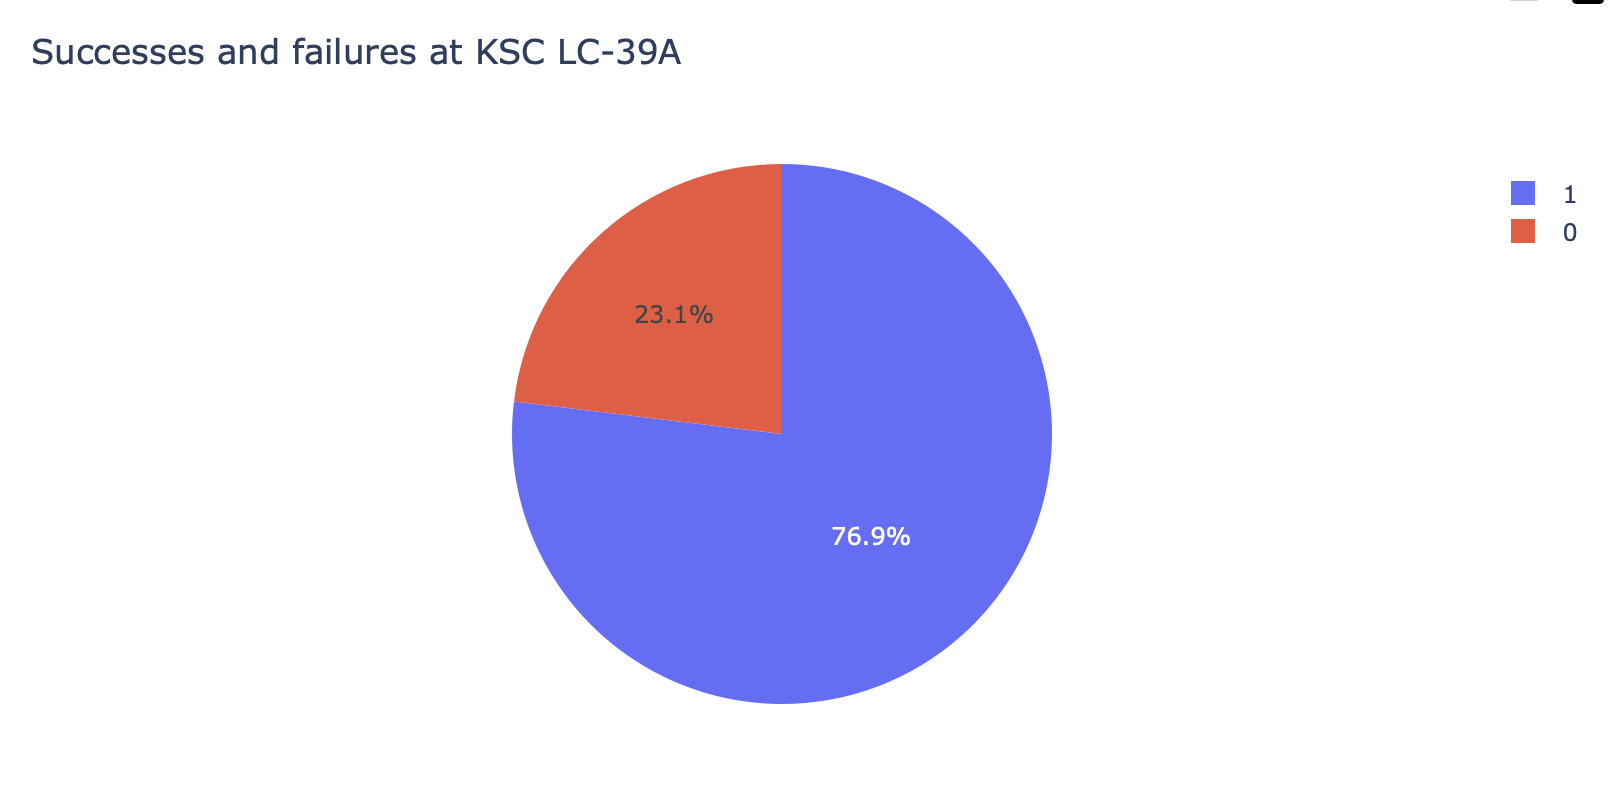 Successes and failures at KSC LC-39A
1
0
23.1%
76.9%